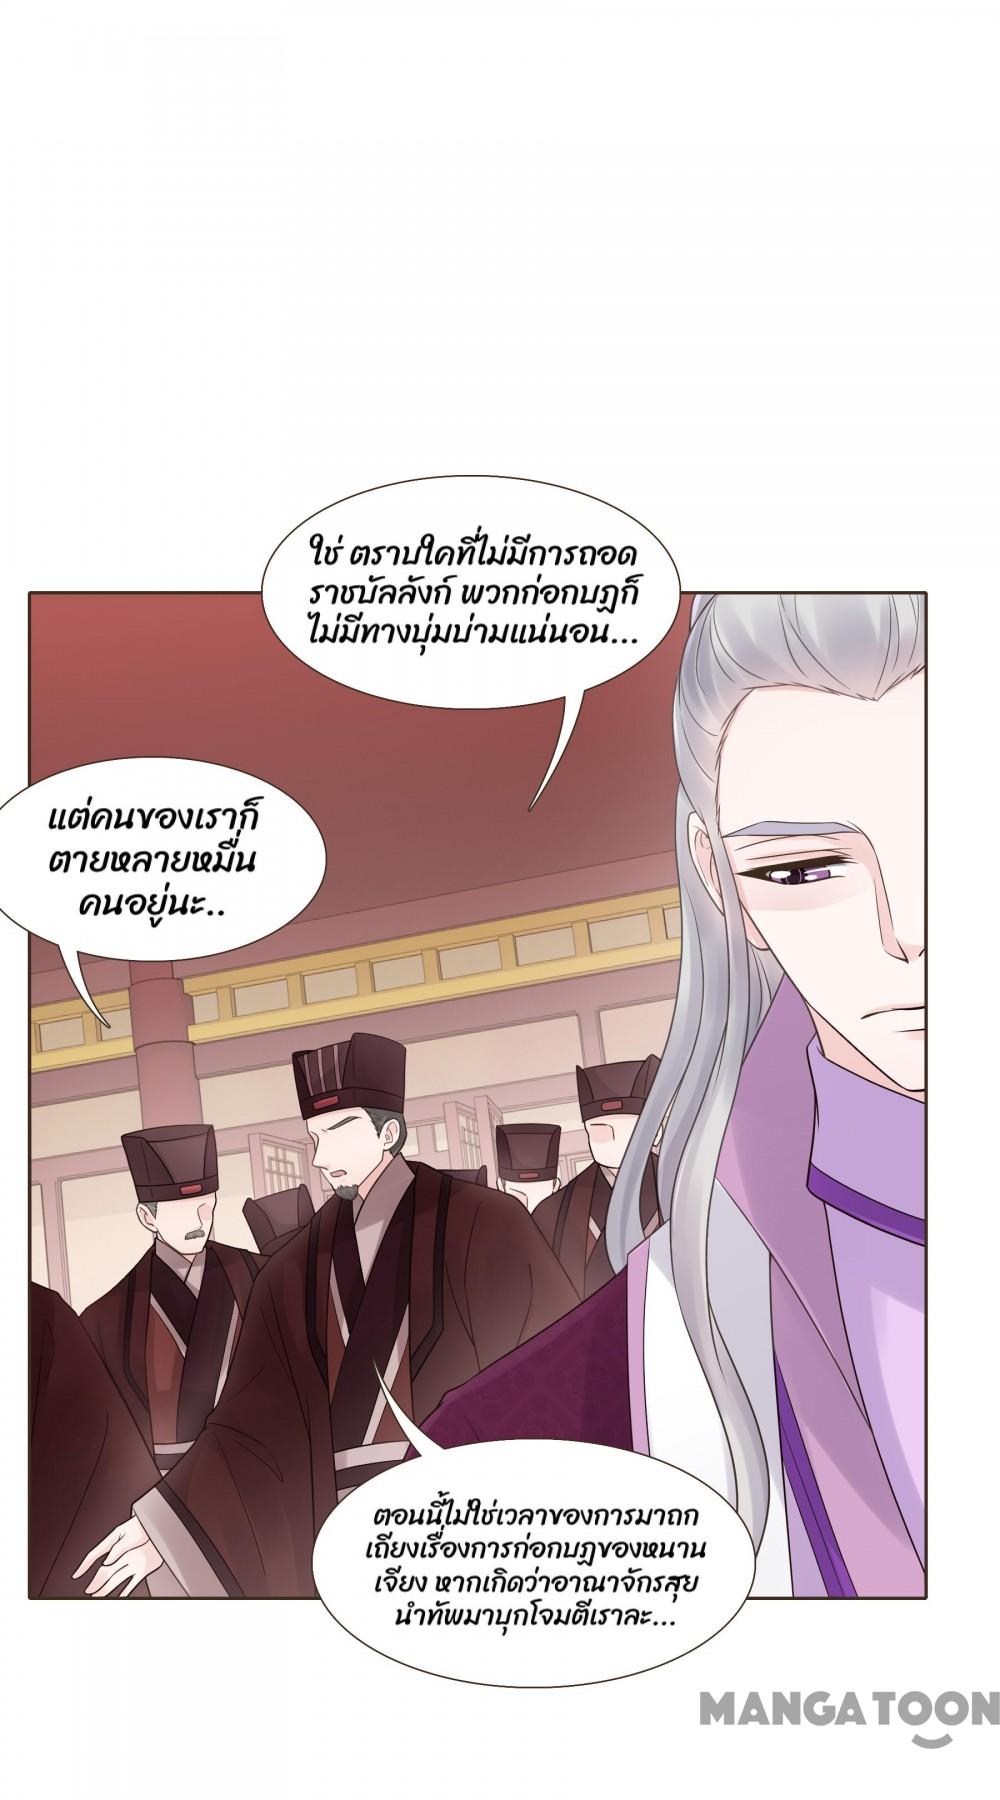 ใช่ ตราบใดที่ไม่มีการถอด
ราชบัลลังก์ พวกก่อกบฏก็
ไม่มีทางบุ่มบ่ามแน่นอน...
แต่คนของเราก็
ตายหลายหมื่น
คนอยู่นะ..
ตอนนี้ไม่ใช่เวลาของการมาถก
เถียงเรื่องการก่อกบฏของหนาน
เจียง หากเกิดว่าอาณาจักรสุย
นำทัพมาบุกโจมตีเราละ...
MANGATOON